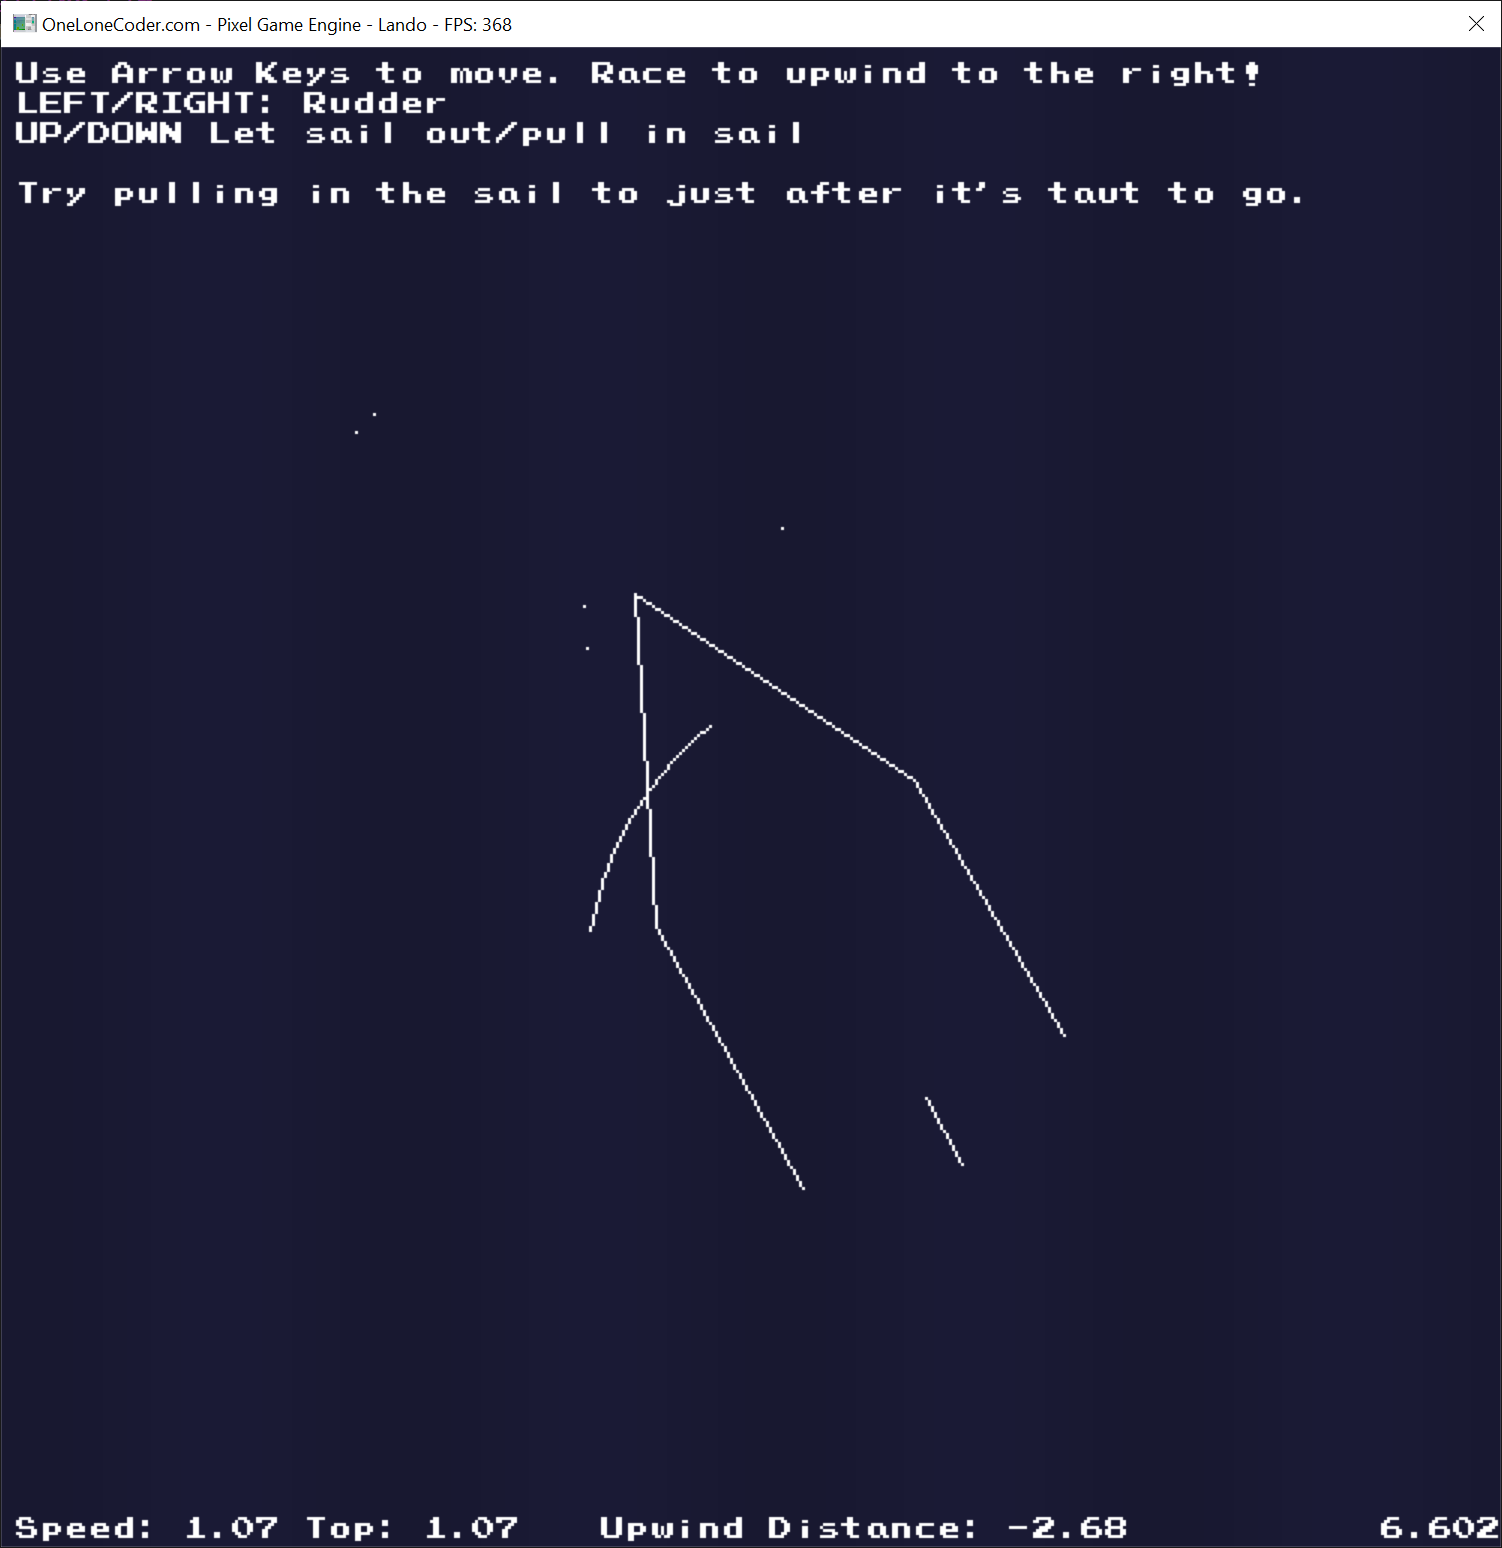 OneLoneCoder.com - Pixel Game Engine - Lando - FPS: 368
Use Arrow Keys to move. Race to upwind to the right!
LEFT/RIGHT: Rudder
UP/DOWN Let sail out/pull in sail
Try pulling in the sail to just after it's taut to go.
Speed: 1.07 Top: 1.07 Upwind Distance: -2.68 6.602